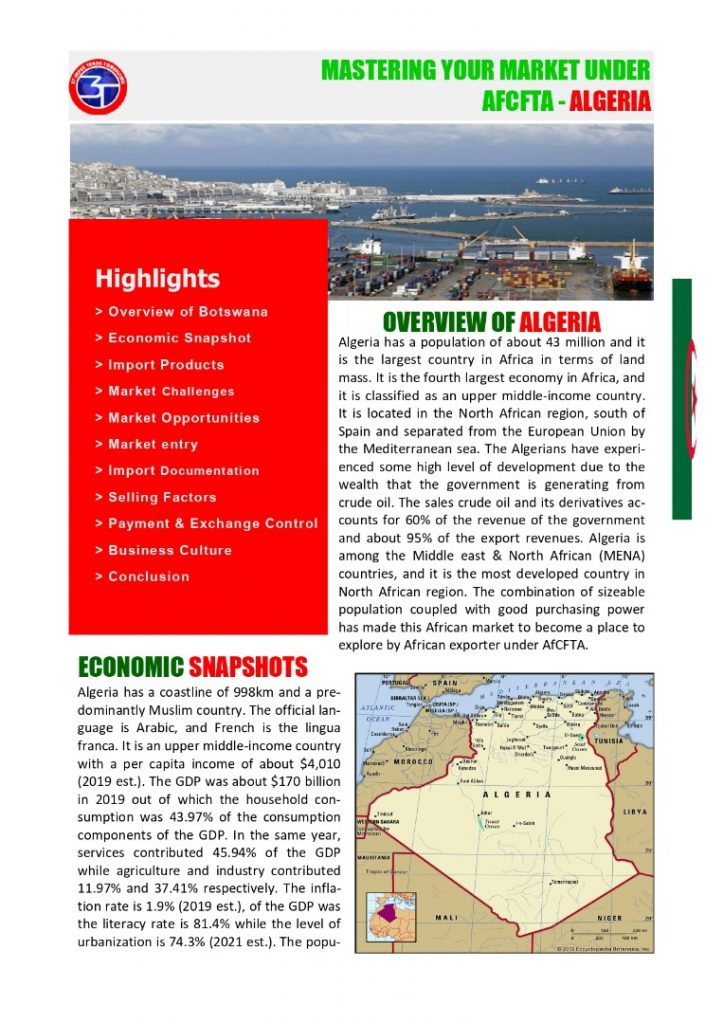 MASTERING YOUR MARKET UNDER
AFCFTA - ALGERIA
Highlights
> Overview of Botswana
> Economic Snapshot
> Import Products
> Market Challenges
> Market Opportunities
> Market entry
> Import Documentation
> Selling Factors
> Payment & Exchange Control
> Business Culture
> Conclusion
OVERVIEW OF ALGERIA
Algeria has a population of about 43 million and it
is the largest country in Africa in terms of land
mass. It is the fourth largest economy in Africa, and
it is classified as an upper middle-income country.
It is located in the North African region, south of
Spain and separated from the European Union by
the Mediterranean sea. The Algerians have experi-
enced some high level of development due to the
wealth that the government is generating from
crude oil. The sales crude oil and its derivatives ac-
counts for 60% of the revenue of the government
and about 95% of the export revenues. Algeria is
among the Middle east & North African (MENA)
countries, and it is the most developed country in
North African region. The combination of sizeable
population coupled with good purchasing power
has made this African market to become a place to
explore by African exporter under AfCFTA.
ECONOMIC SNAPSHOTS
Algeria has a coastline of 998km and a pre-
dominantly Muslim country. The official lan-
guage is Arabic, and French is the lingua
franca. It is an upper middle-income country
with a per capita income of about $4,010
(2019 est.). The GDP was about $170 billion
in 2019 out of which the household con-
sumption was 43.97% of the consumption
components of the GDP. In the same year,
services contributed 45.94% of the GDP
while agriculture and industry contributed
11.97% and 37.41% respectively. The infla-
tion rate is 1.9% (2019 est.), of the GDP was
the literacy rate is 81.4% while the level of
urbanization is 74.3% (2021 est.). The popu-
PORTUGAL
SPAIN
MEDITERRANEAN SEA
GIBRALTAR (U.K.)
ATLANTIC
OCEAN
MOROCCO
TUNISIA
ALGERIA
LIBYA
WESTERN SAHARA
MAURITANIA
Tropic of Cancer
MALI
NIGER
© 2012 Encyclopædia Britannica, Inc.